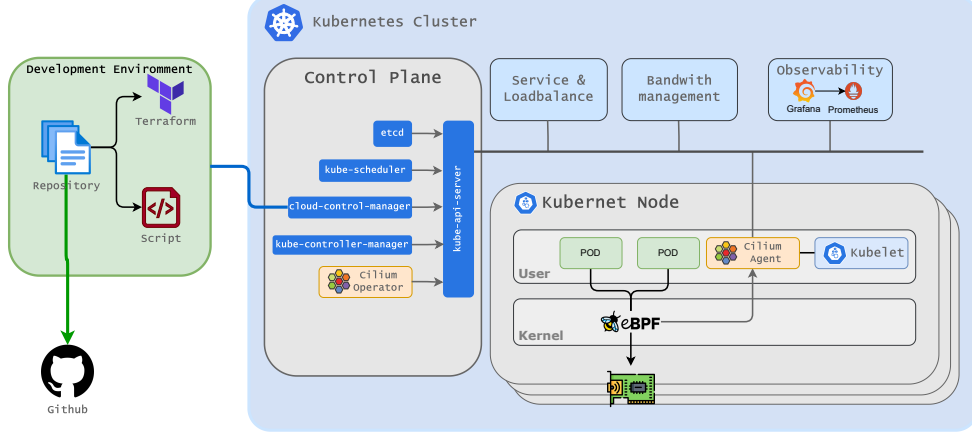 Kubernetes Cluster
Development Enviromment
Terraform
Repository
Script
Github
Control Plane
etcd
kube-scheduler
cloud-control-manager
kube-controller-manager
Cilium
Operator
kube-api-server
Service &
Loadbalance
Bandwith
management
Observability
Grafana
Prometheus
Kubernet Node
POD
POD
Cilium
Agent
Kubelet
User
eBPF
Kernel